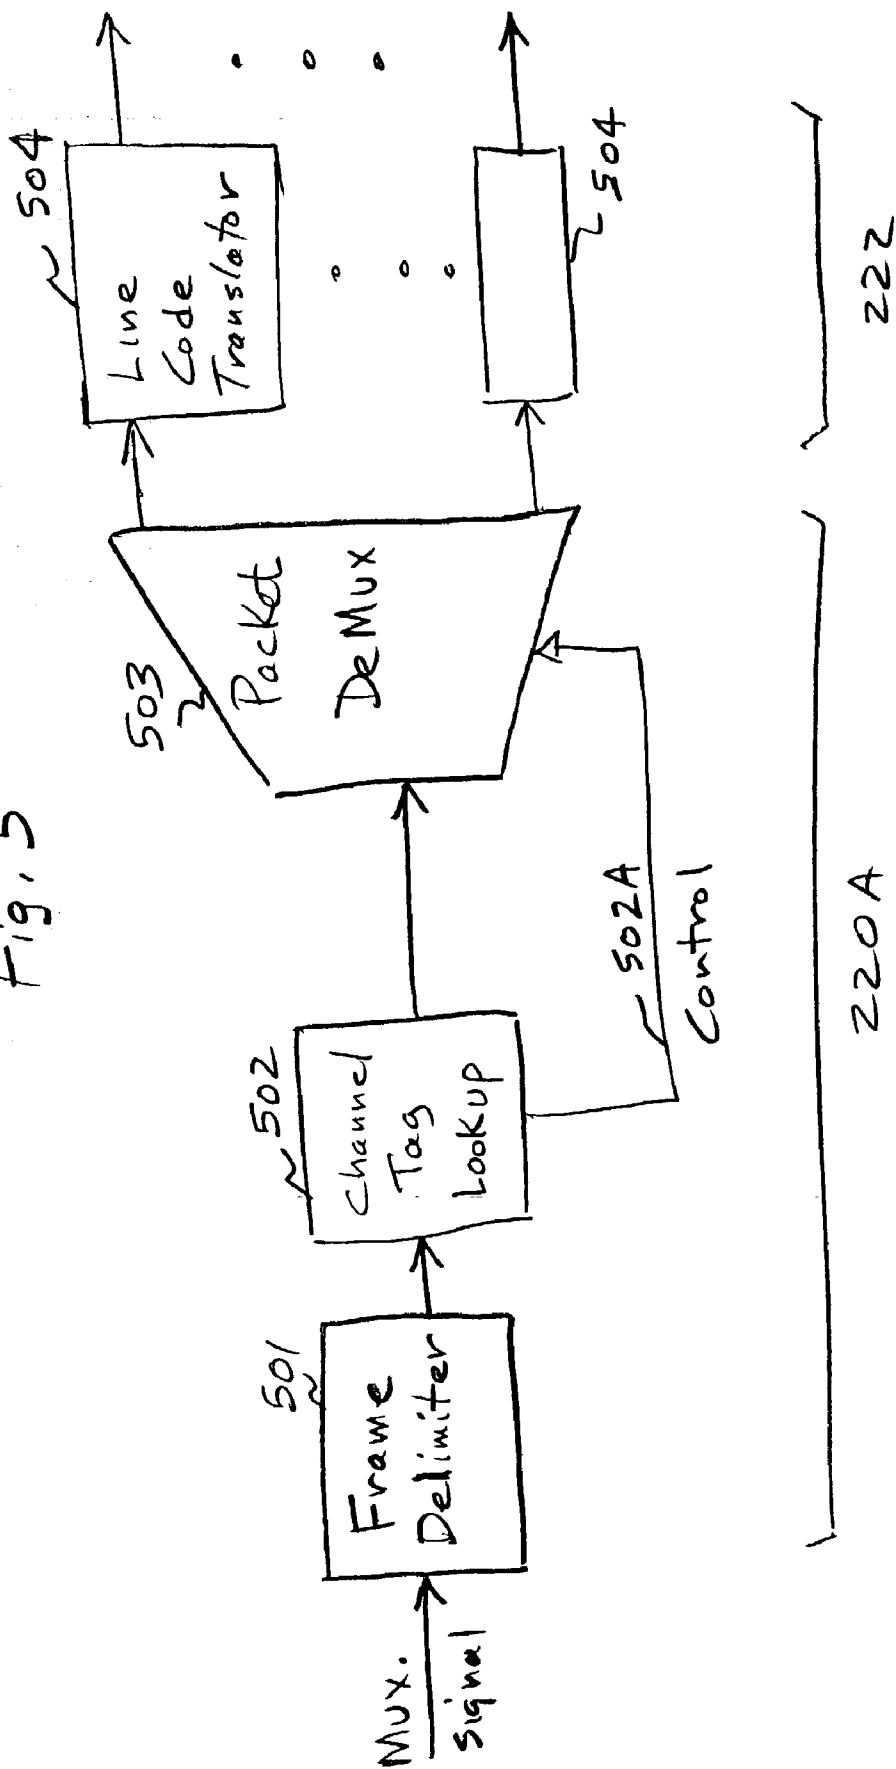 Fig. 5
Mux.
Signal
501
Frame
Delimiter
502
Channel
Tag
Lookup
502A
Control
503
Packet
DeMux
504
Line
Code
Translator
504
220A
222